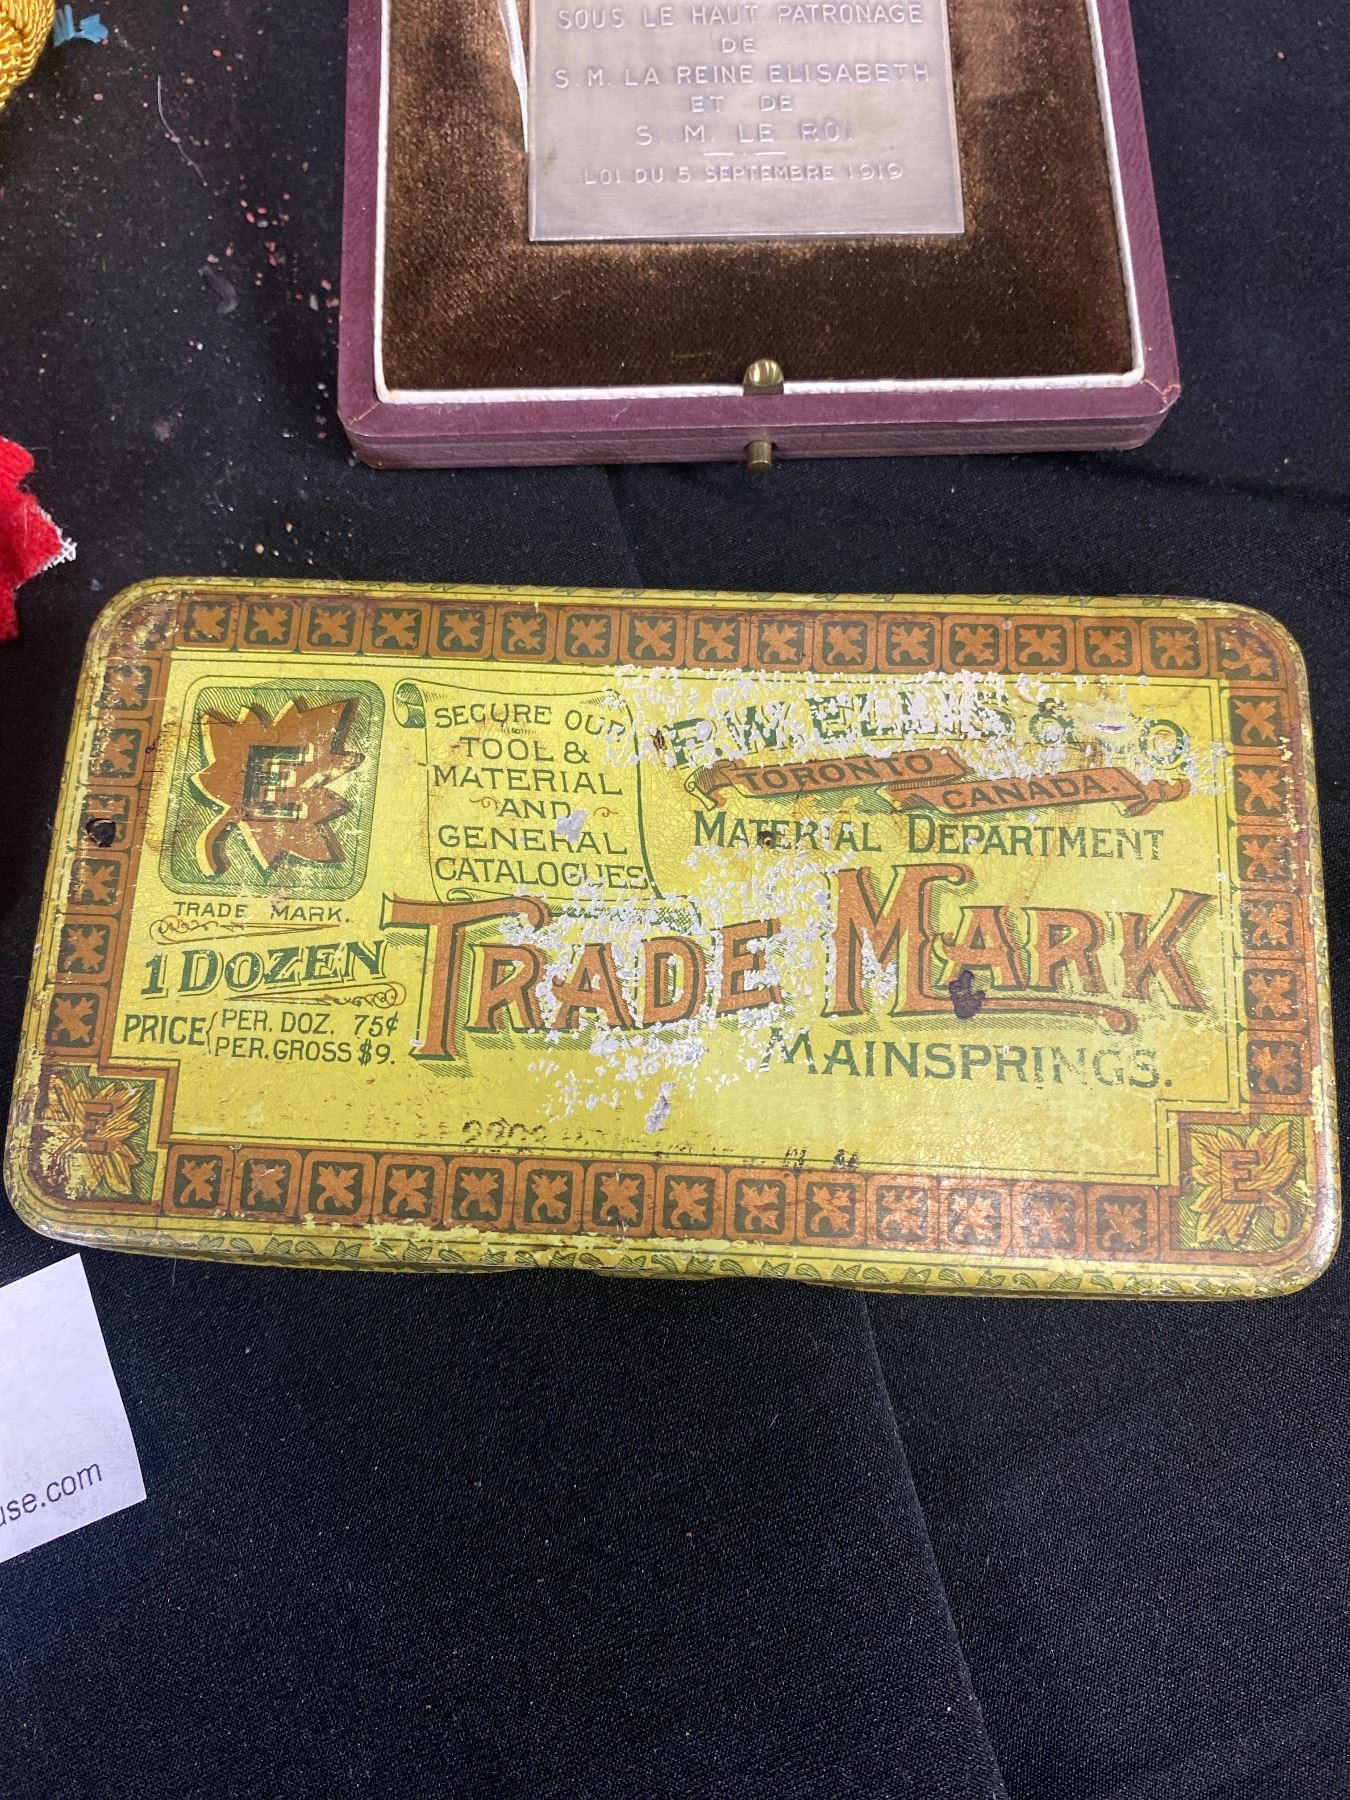 SOUS LE HAUT PATRONAGE
DE
S. M. LA REINE ELISABETH
ET DE
S. M. LE ROI
LOI DU 5 SEPTEMBRE 1919
E
TRADE MARK.
SECURE OUR
TOOL &
MATERIAL
AND
GENERAL
CATALOGUES
P.W. ELLIS & CO
TORONTO
CANADA.
MATERIAL DEPARTMENT
TRADE MARK
MAINSPRINGS.
1 DOZEN
PRICE { PER. DOZ. 75¢
PER. GROSS $9.
E
E
use.com